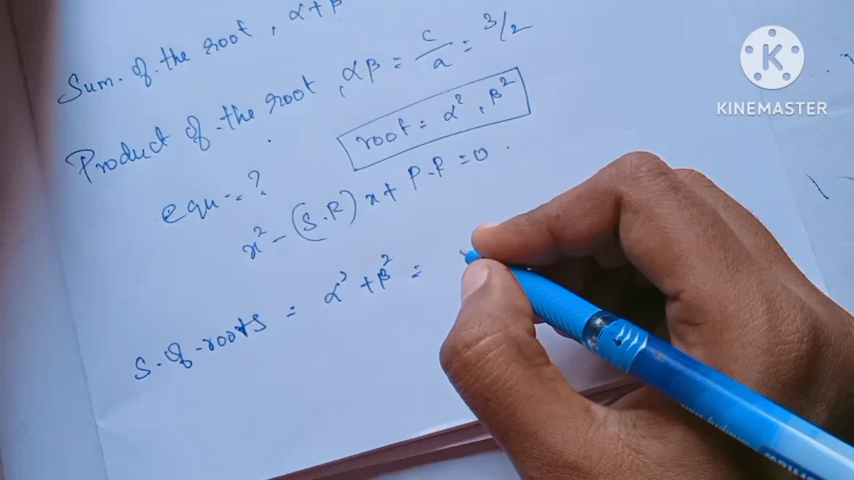 Sum.of.the root, α+β
Product of.the root, αβ = c/a = 3/2
root = α², β²
equ = ?
x² - (S.R) x + P.R = 0.
S.of.roots = α² + β² =
K
KINEMASTER